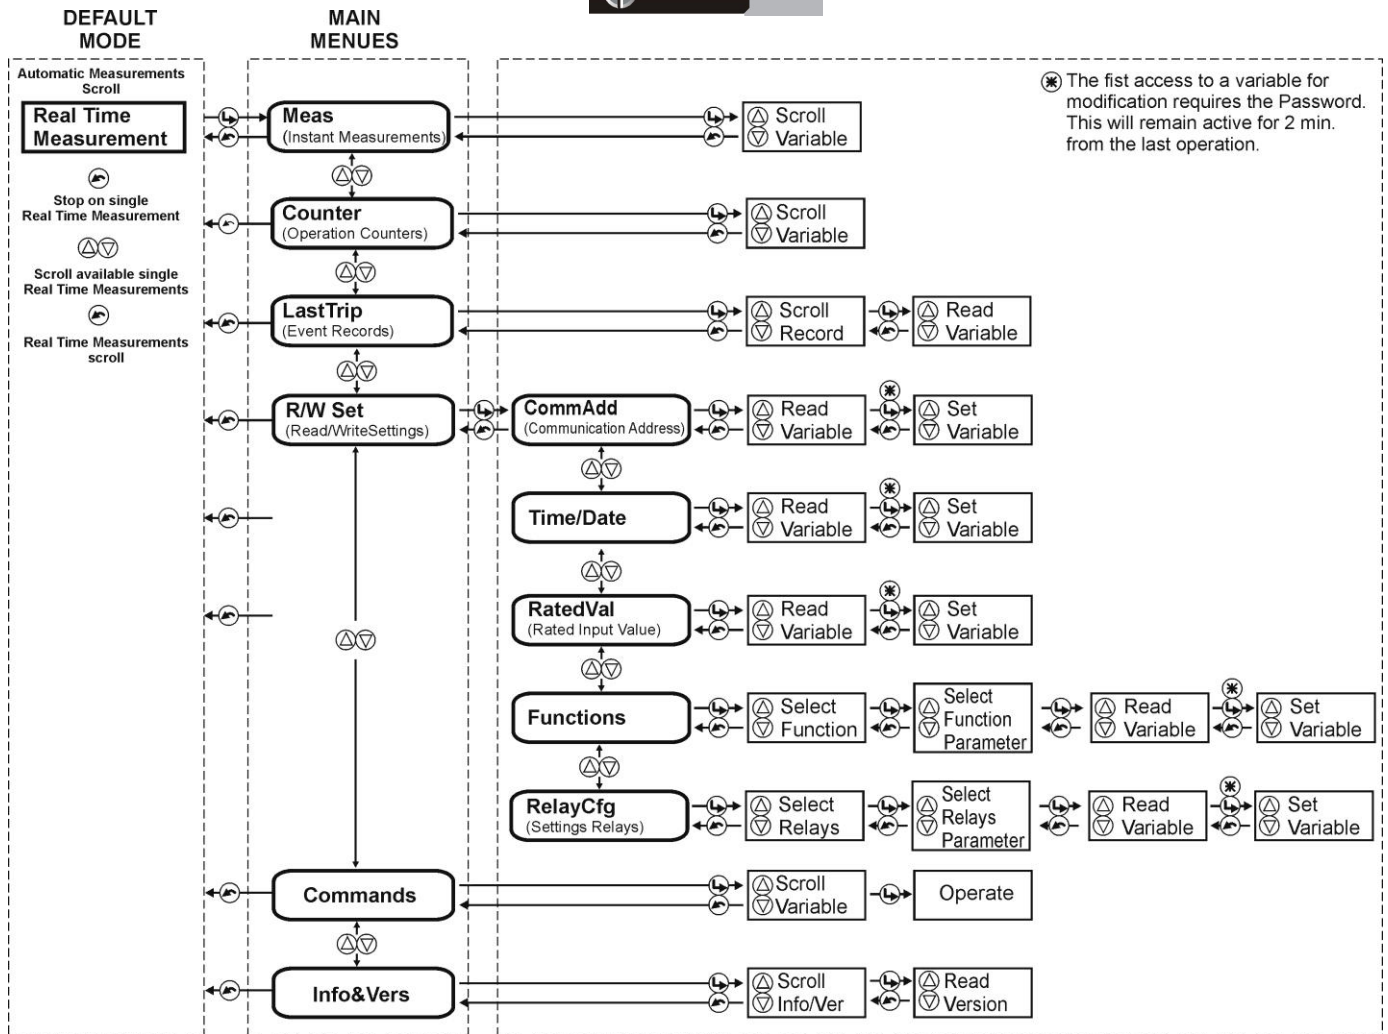 DEFAULT
MODE
MAIN
MENUES
Automatic Measurements
Scroll
Real Time
Measurement
Stop on single
Real Time Measurement
Scroll available single
Real Time Measurements
Real Time Measurements
scroll
The fist access to a variable for
modification requires the Password.
This will remain active for 2 min.
from the last operation.
Meas
(Instant Measurements)
Scroll
Variable
Counter
(Operation Counters)
Scroll
Variable
LastTrip
(Event Records)
Scroll
Record
Read
Variable
R/W Set
(Read/WriteSettings)
CommAdd
(Communication Address)
Read
Variable
Set
Variable
Time/Date
Read
Variable
Set
Variable
RatedVal
(Rated Input Value)
Read
Variable
Set
Variable
Functions
Select
Function
Select
Function
Parameter
Read
Variable
Set
Variable
RelayCfg
(Settings Relays)
Select
Relays
Select
Relays
Parameter
Read
Variable
Set
Variable
Commands
Scroll
Variable
Operate
Info&Vers
Scroll
Info/Ver
Read
Version